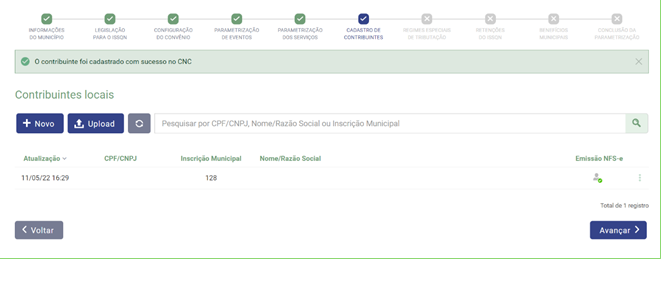 INFORMAÇÕES
DO MUNICÍPIO
LEGISLAÇÃO
PARA O ISSQN
CONFIGURAÇÃO
DO CONVÊNIO
PARAMETRIZAÇÃO
DE EVENTOS
PARAMETRIZAÇÃO
DOS SERVIÇOS
CADASTRO DE
CONTRIBUINTES
REGIMES ESPECIAIS
DE TRIBUTAÇÃO
RETENÇÕES
DO ISSQN
BENEFÍCIOS
MUNICIPAIS
CONCLUSÃO DA
PARAMETRIZAÇÃO
O contribuinte foi cadastrado com sucesso no CNC
Contribuintes locais
Novo
Upload
Pesquisar por CPF/CNPJ, Nome/Razão Social ou Inscrição Municipal
Atualização CPF/CNPJ Inscrição Municipal Nome/Razão Social Emissão NFS-e
11/05/22 16:29 128
Total de 1 registro
Voltar
Avançar